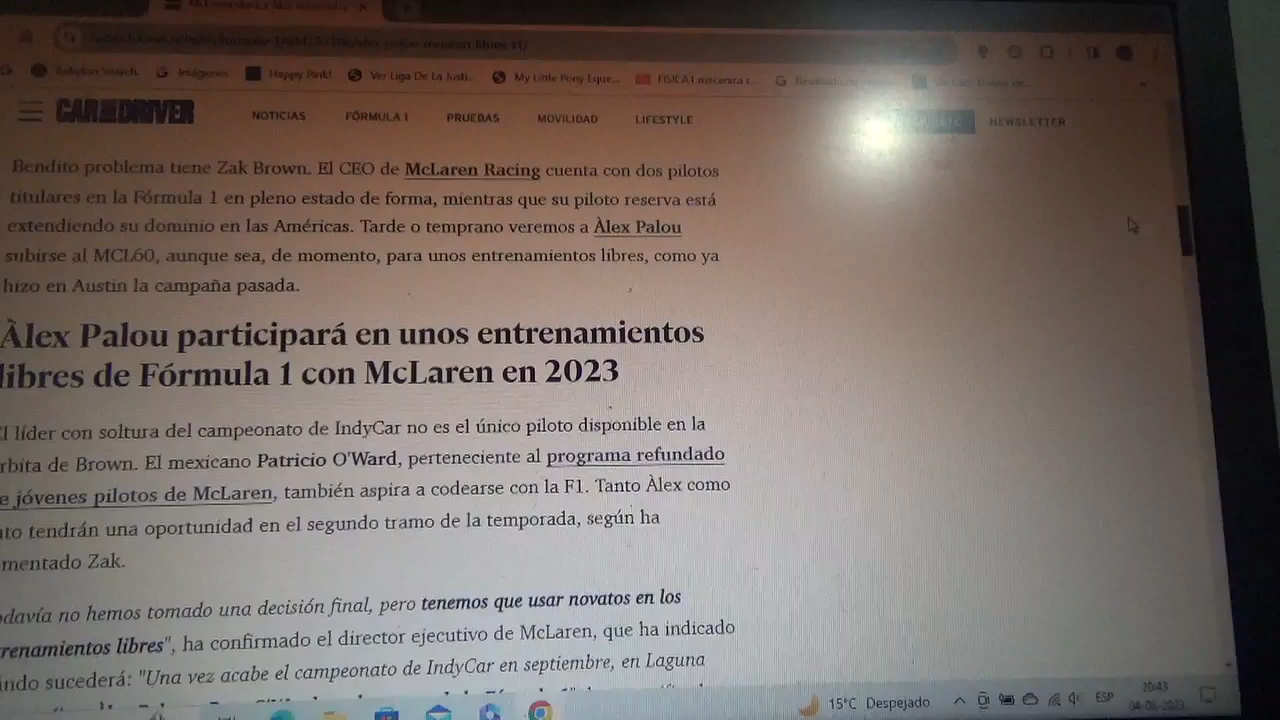 Babylon Search
Imágenes
Happy Pink!
Ver Liga De La Justi...
My Little Pony Eque...
FISICA I mecanica c...
CAR AND DRIVER
NOTICIAS
FÓRMULA 1
PRUEBAS
MOVILIDAD
LIFESTYLE
NEWSLETTER
Bendito problema tiene Zak Brown. El CEO de McLaren Racing cuenta con dos pilotos
titulares en la Fórmula 1 en pleno estado de forma, mientras que su piloto reserva está
extendiendo su dominio en las Américas. Tarde o temprano veremos a Àlex Palou
subirse al MCL60, aunque sea, de momento, para unos entrenamientos libres, como ya
hizo en Austin la campaña pasada.
Àlex Palou participará en unos entrenamientos
libres de Fórmula 1 con McLaren en 2023
El líder con soltura del campeonato de IndyCar no es el único piloto disponible en la
rbita de Brown. El mexicano Patricio O'Ward, perteneciente al programa refundado
e jóvenes pilotos de McLaren, también aspira a codearse con la F1. Tanto Àlex como
ato tendrán una oportunidad en el segundo tramo de la temporada, según ha
mentado Zak.
odavía no hemos tomado una decisión final, pero tenemos que usar novatos en los
trenamientos libres", ha confirmado el director ejecutivo de McLaren, que ha indicado
ando sucederá: "Una vez acabe el campeonato de IndyCar en septiembre, en Laguna
15°C Despejado
ESP
20:43
04-08-2023